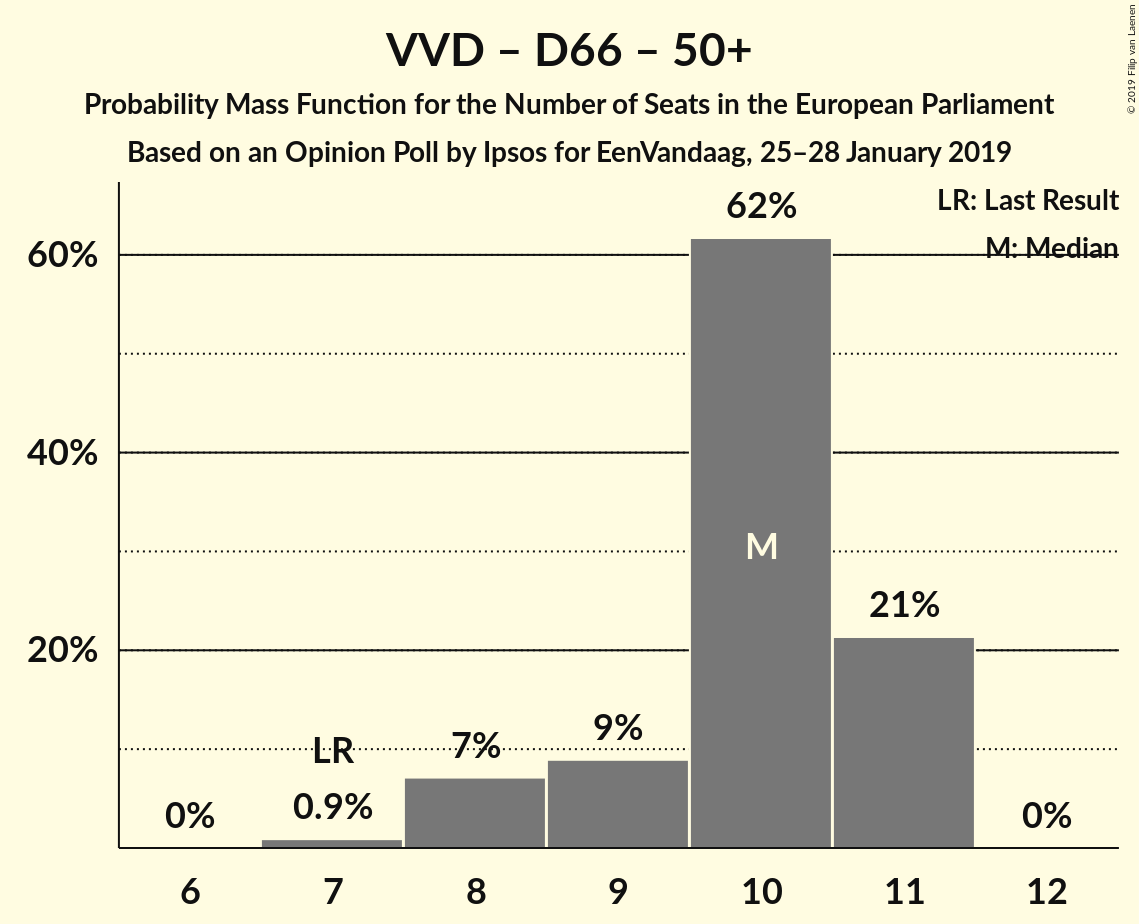 VVD – D66 – 50+
Probability Mass Function for the Number of Seats in the European Parliament
Based on an Opinion Poll by Ipsos for EenVandaag, 25–28 January 2019
© 2019 Filip van Laenen
LR: Last Result
M: Median
60%
40%
20%
0%
LR
0.9%
7%
9%
62%
M
21%
0%
6 7 8 9 10 11 12